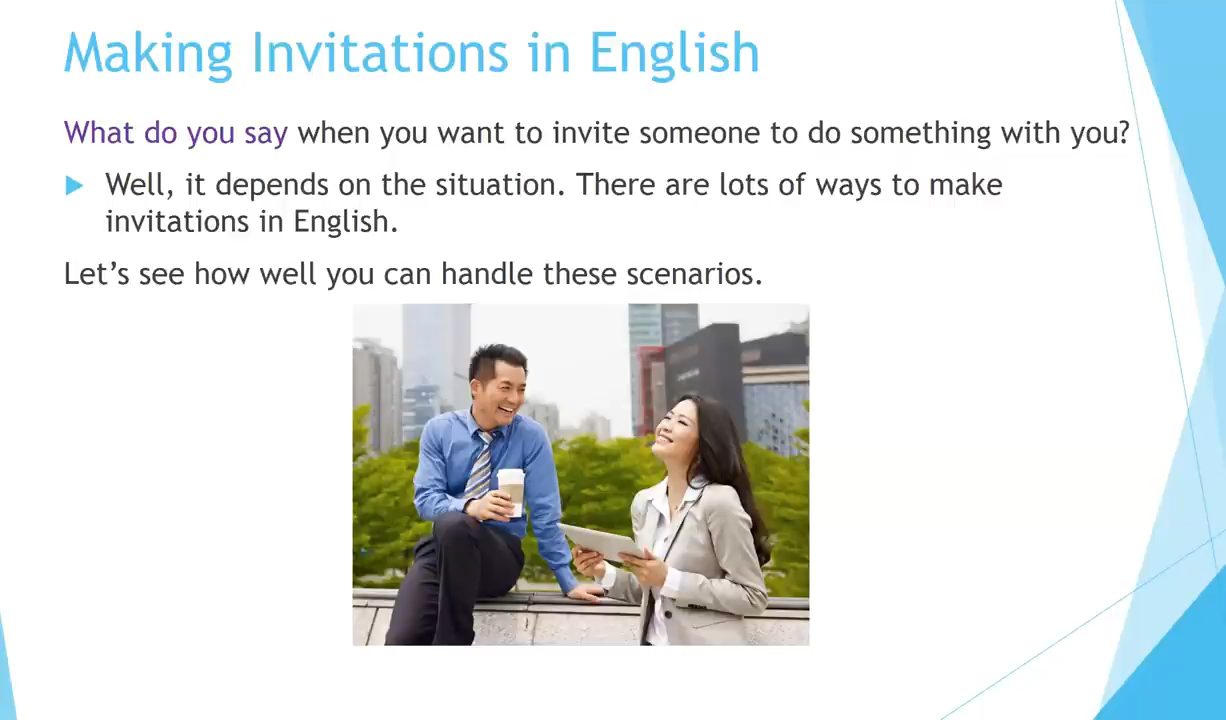 Making Invitations in English
What do you say when you want to invite someone to do something with you?
Well, it depends on the situation. There are lots of ways to make
invitations in English.
Let’s see how well you can handle these scenarios.